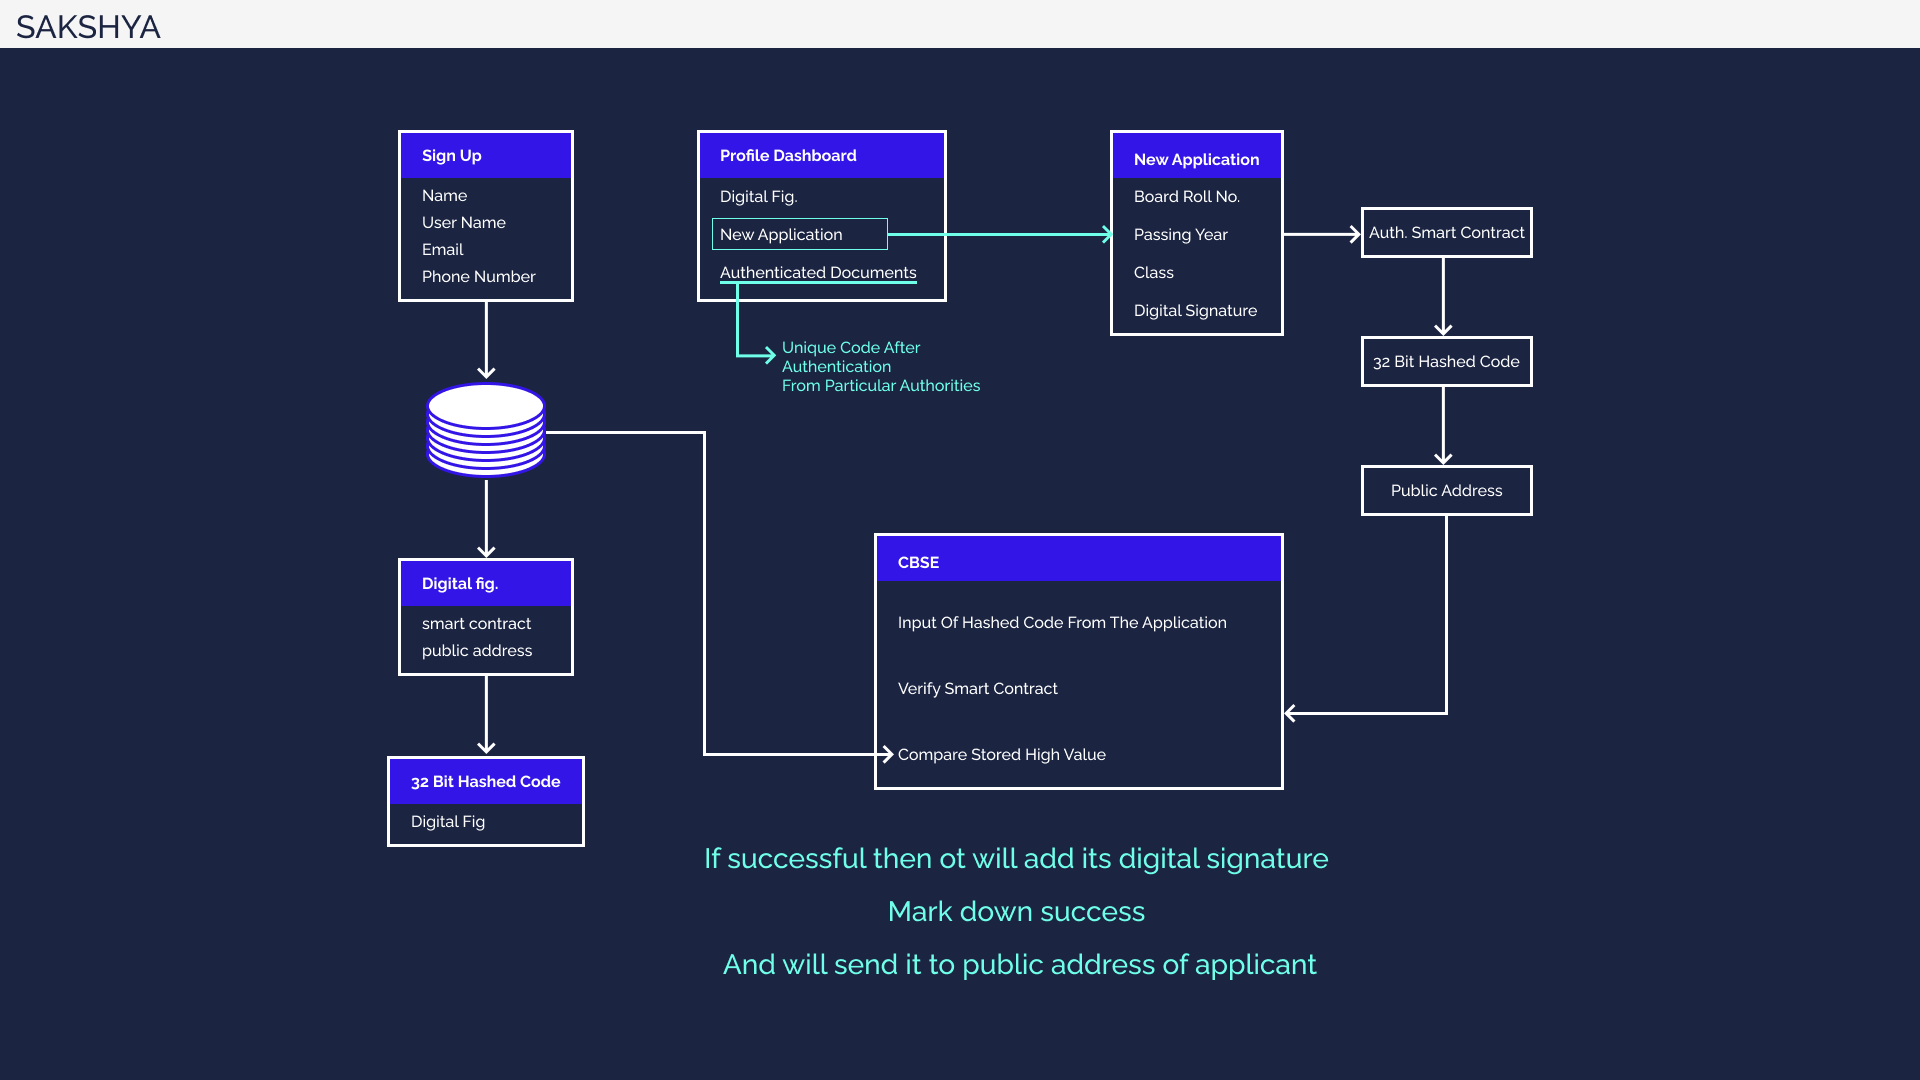 SAKSHYA
Sign Up
Name
User Name
Email
Phone Number
Profile Dashboard
Digital Fig.
New Application
Authenticated Documents
Unique Code After
Authentication
From Particular Authorities
New Application
Board Roll No.
Passing Year
Class
Digital Signature
Auth. Smart Contract
32 Bit Hashed Code
Public Address
Digital fig.
smart contract
public address
32 Bit Hashed Code
Digital Fig
CBSE
Input Of Hashed Code From The Application
Verify Smart Contract
Compare Stored High Value
If successful then ot will add its digital signature
Mark down success
And will send it to public address of applicant